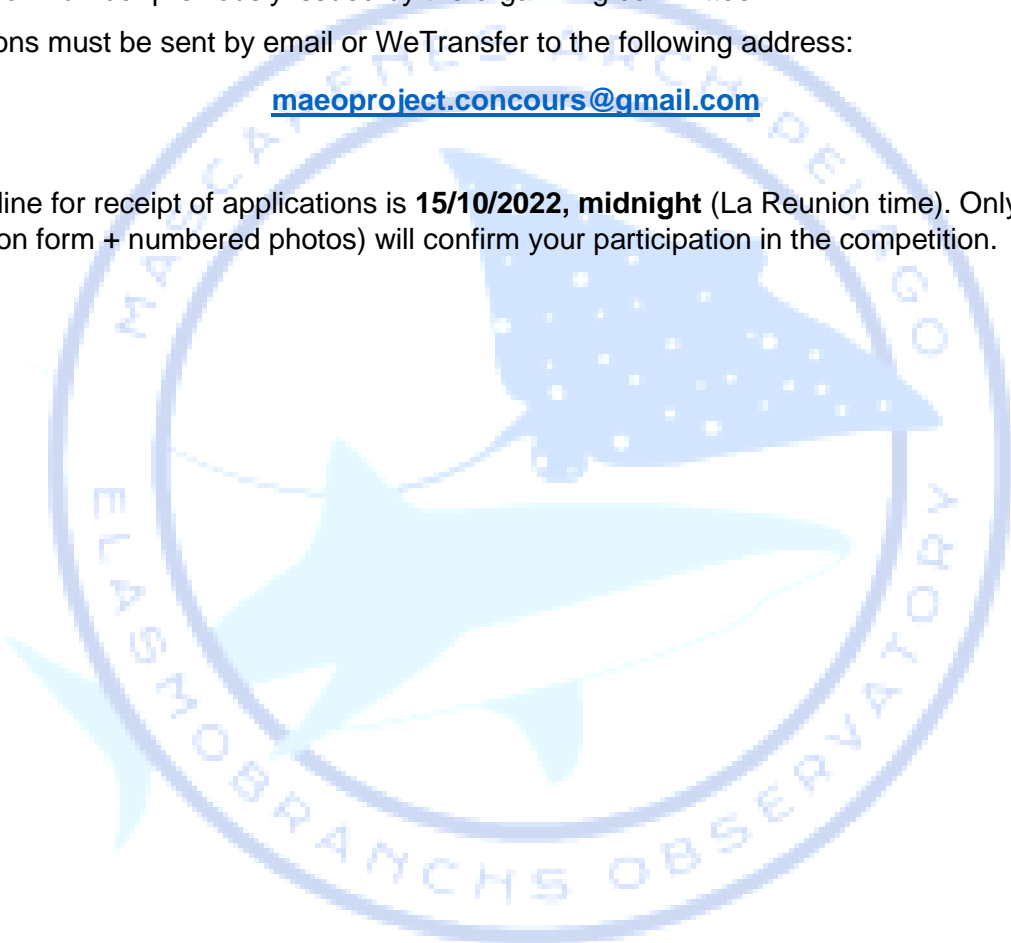 ons must be sent by email or WeTransfer to the following address:
maeoproject.concours@gmail.com
line for receipt of applications is 15/10/2022, midnight (La Reunion time). Only
on form + numbered photos) will confirm your participation in the competition.
MASCARENES ARCHIPELAGO
ELASMOBRANCHS OBSERVATORY